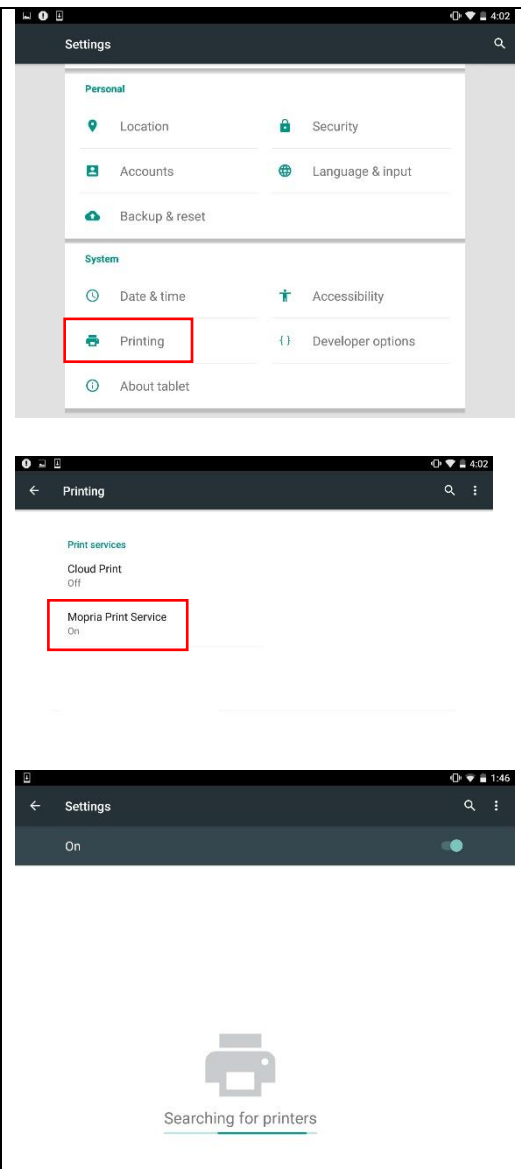 4:02
Settings
Personal
Location Security
Accounts Language & input
Backup & reset
System
Date & time Accessibility
Printing {} Developer options
About tablet
4:02
Printing
Print services
Cloud Print
Off
Mopria Print Service
On
1:46
Settings
On
Searching for printers